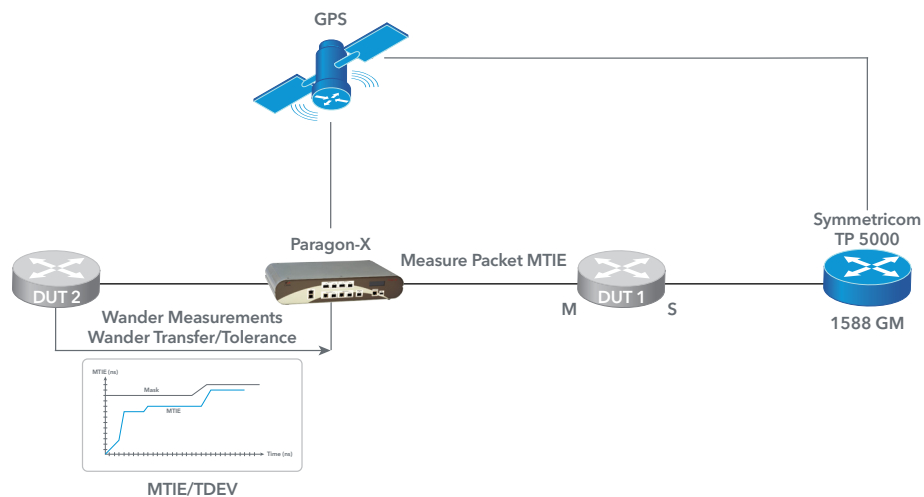 GPS
Symmetricom
TP 5000
Paragon-X
Measure Packet MTIE
DUT 2
DUT 1
M
S
1588 GM
Wander Measurements
Wander Transfer/Tolerance
MTIE (ns)
Mask
MTIE
Time (ns)
MTIE/TDEV